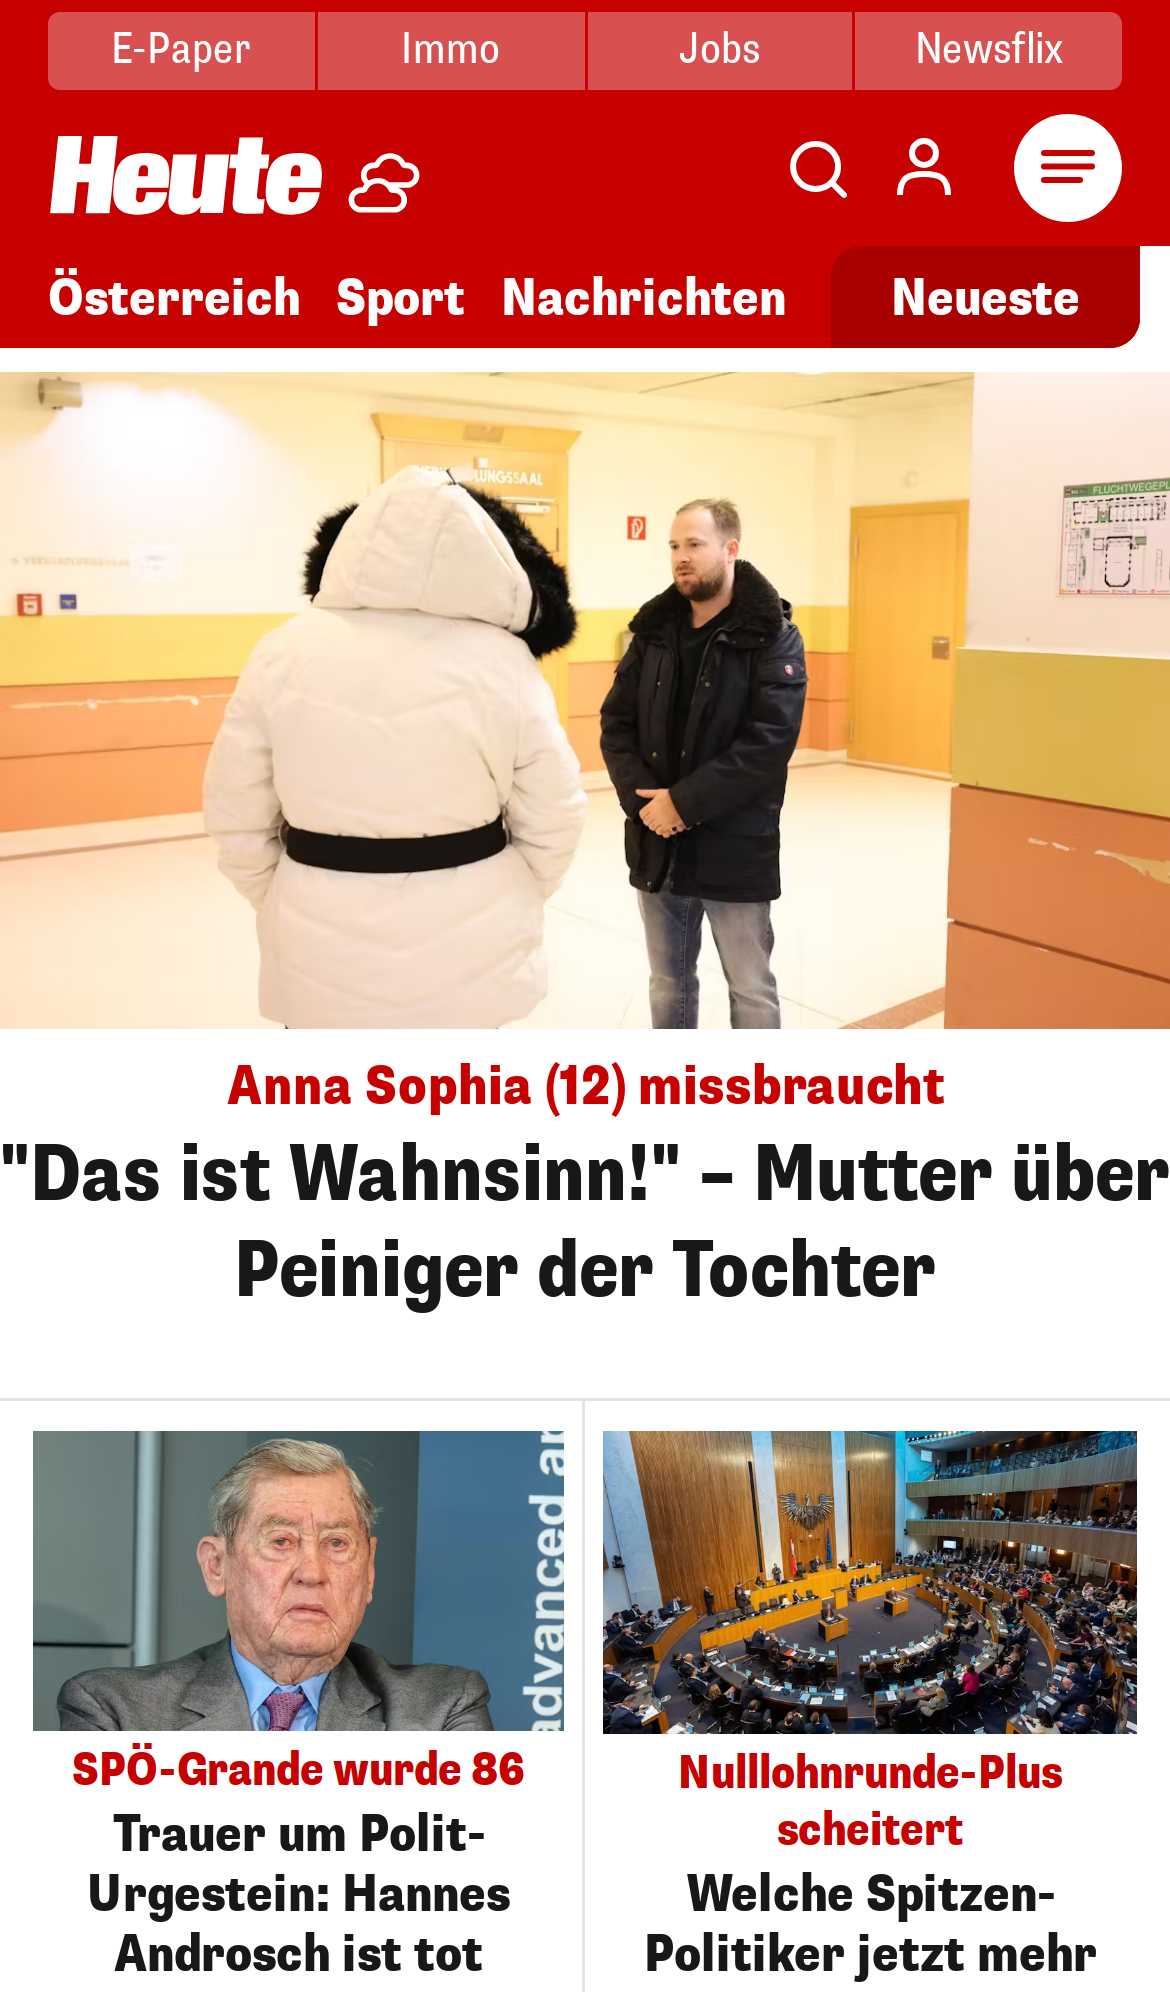 E-Paper Immo Jobs Newsflix
Heute
Österreich Sport Nachrichten Neueste
LUNGSSAAL
FLUCHTWEGEPL
Anna Sophia (12) missbraucht
"Das ist Wahnsinn!" – Mutter über
Peiniger der Tochter
advanced
SPÖ-Grande wurde 86
Trauer um Polit-
Urgestein: Hannes
Androsch ist tot
Nulllohnrunde-Plus
scheitert
Welche Spitzen-
Politiker jetzt mehr